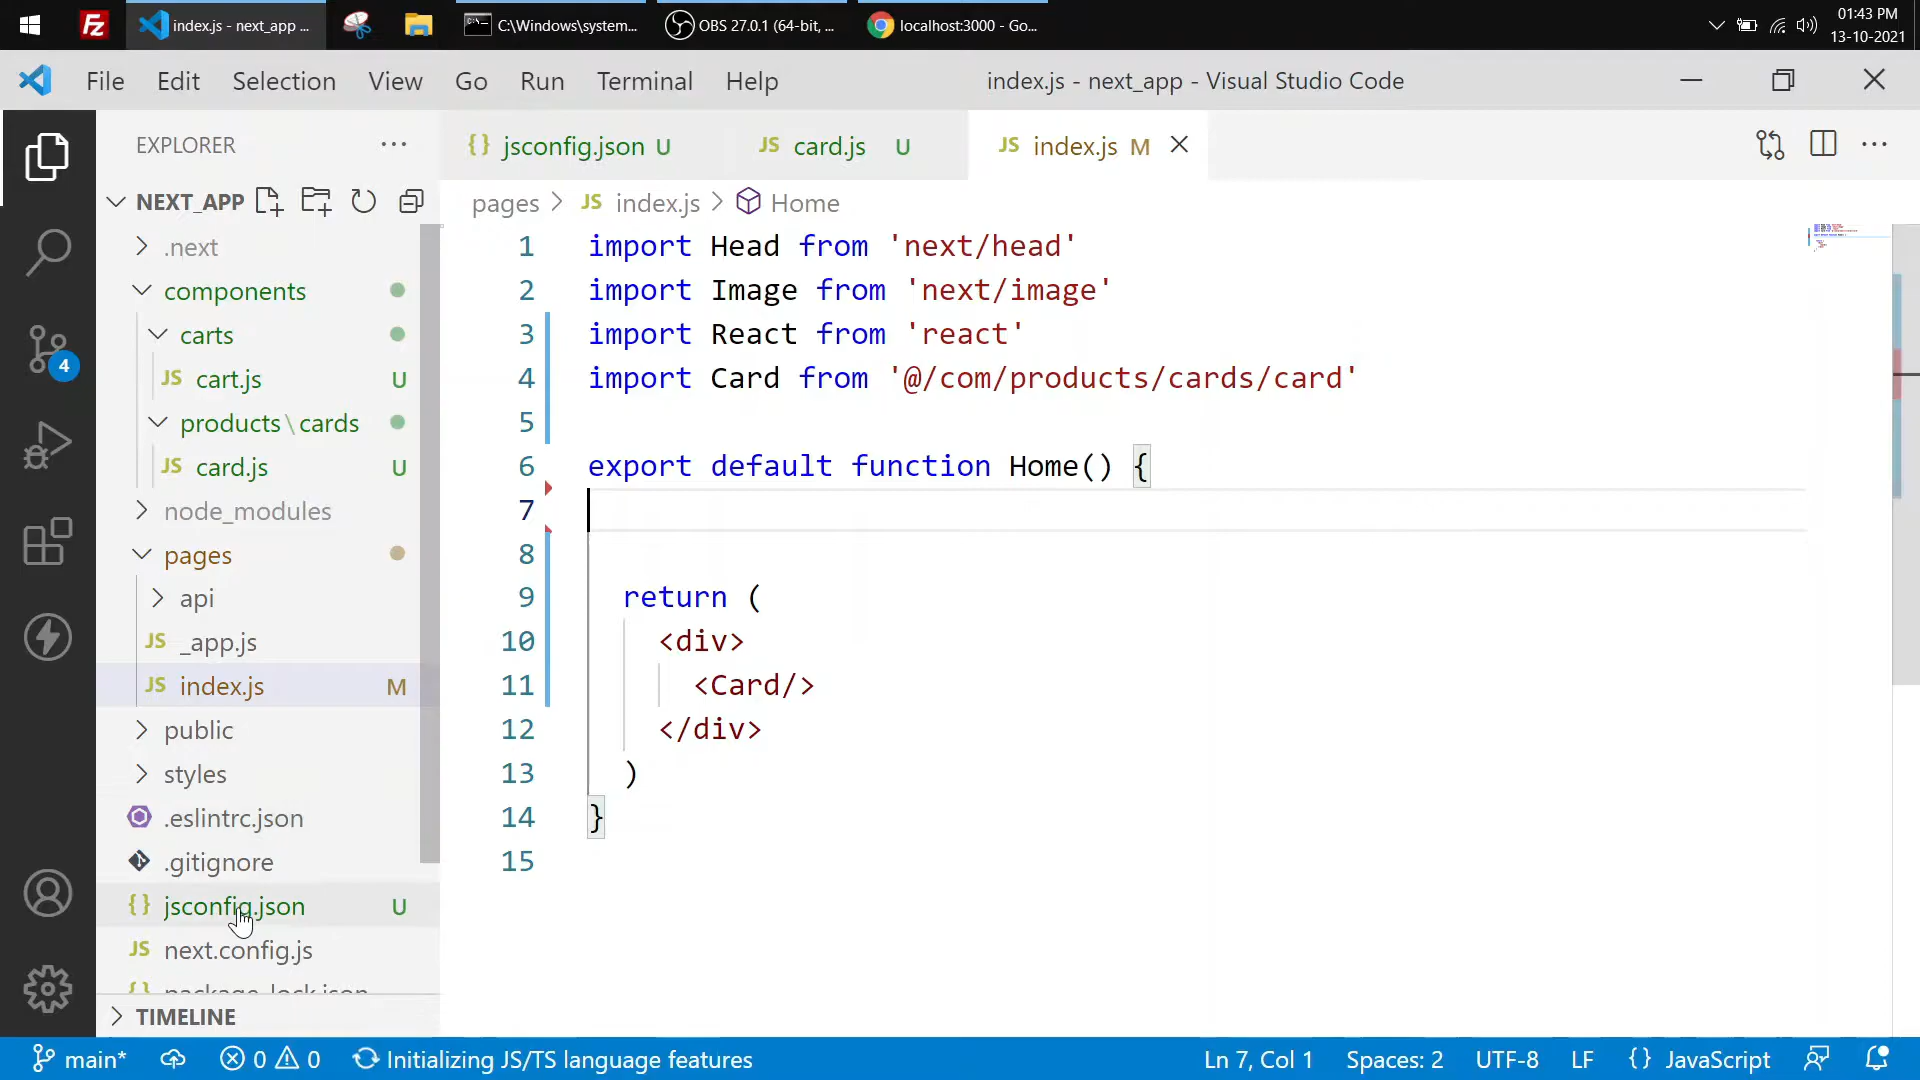 index.js - next_app ...
C:\Windows\system...
OBS 27.0.1 (64-bit, ...
localhost:3000 - Go...
01:43 PM
13-10-2021
File Edit Selection View Go Run Terminal Help
index.js - next_app - Visual Studio Code
EXPLORER
{} jsconfig.json U
JS card.js U
JS index.js M
NEXT_APP
pages > JS index.js > Home
.next
components
carts
JS cart.js U
products\cards
JS card.js U
node_modules
pages
api
JS _app.js
JS index.js M
public
styles
.eslintrc.json
.gitignore
{} jsconfig.json U
JS next.config.js
{} package-lock.json
TIMELINE
4
1 import Head from 'next/head'
2 import Image from 'next/image'
3 import React from 'react'
4 import Card from '@/com/products/cards/card'
5
6 export default function Home() {
7
8
9 return (
10 <div>
11 <Card/>
12 </div>
13 )
14 }
15
main* 0 0 Initializing JS/TS language features
Ln 7, Col 1 Spaces: 2 UTF-8 LF {} JavaScript